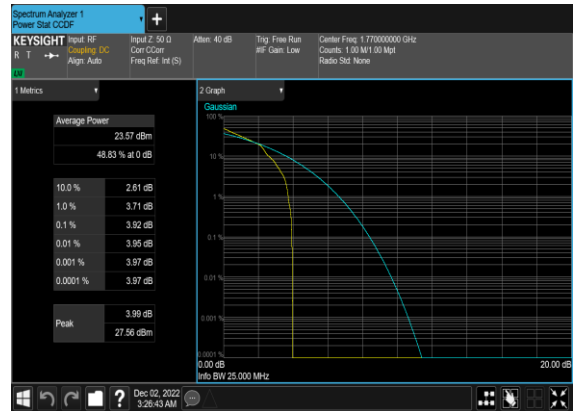 Spectrum Analyzer 1
Power Stat CCDF
KEYSIGHT
R T
LV
Input: RF
Coupling: DC
Align: Auto
Input Z: 50 Ω
Corr CCorr
Freq Ref: Int (S)
Atten: 40 dB
Trig: Free Run
#IF Gain: Low
Center Freq: 1.770000000 GHz
Counts: 1.00 M/1.00 Mpt
Radio Std: None
1 Metrics
Average Power
23.57 dBm
48.83 % at 0 dB
10.0 % 2.61 dB
1.0 % 3.71 dB
0.1 % 3.92 dB
0.01 % 3.95 dB
0.001 % 3.97 dB
0.0001 % 3.97 dB
Peak
3.99 dB
27.56 dBm
2 Graph
Gaussian
100 %
10 %
1 %
0.1 %
0.01 %
0.001 %
0.0001 %
0.00 dB 20.00 dB
Info BW 25.000 MHz
Dec 02, 2022
3:26:43 AM